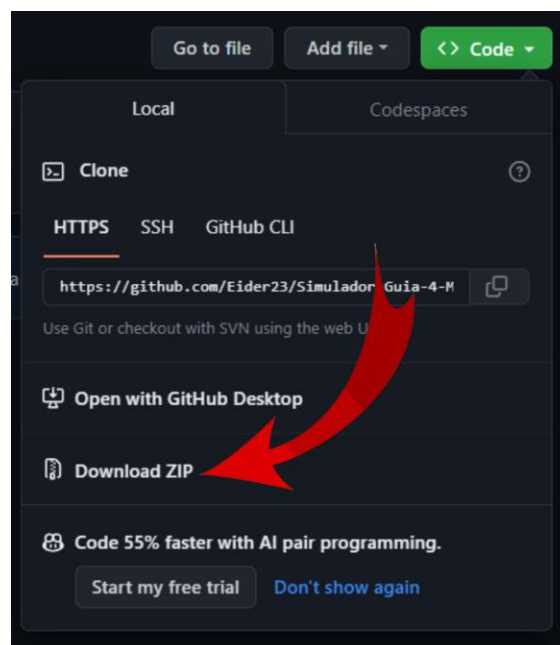 Go to file Add file <> Code
Local Codespaces
Clone
HTTPS SSH GitHub CLI
a
https://github.com/Eider23/Simulador Guia-4-M
Use Git or checkout with SVN using the web U
Open with GitHub Desktop
Download ZIP
Code 55% faster with AI pair programming.
Start my free trial Don't show again